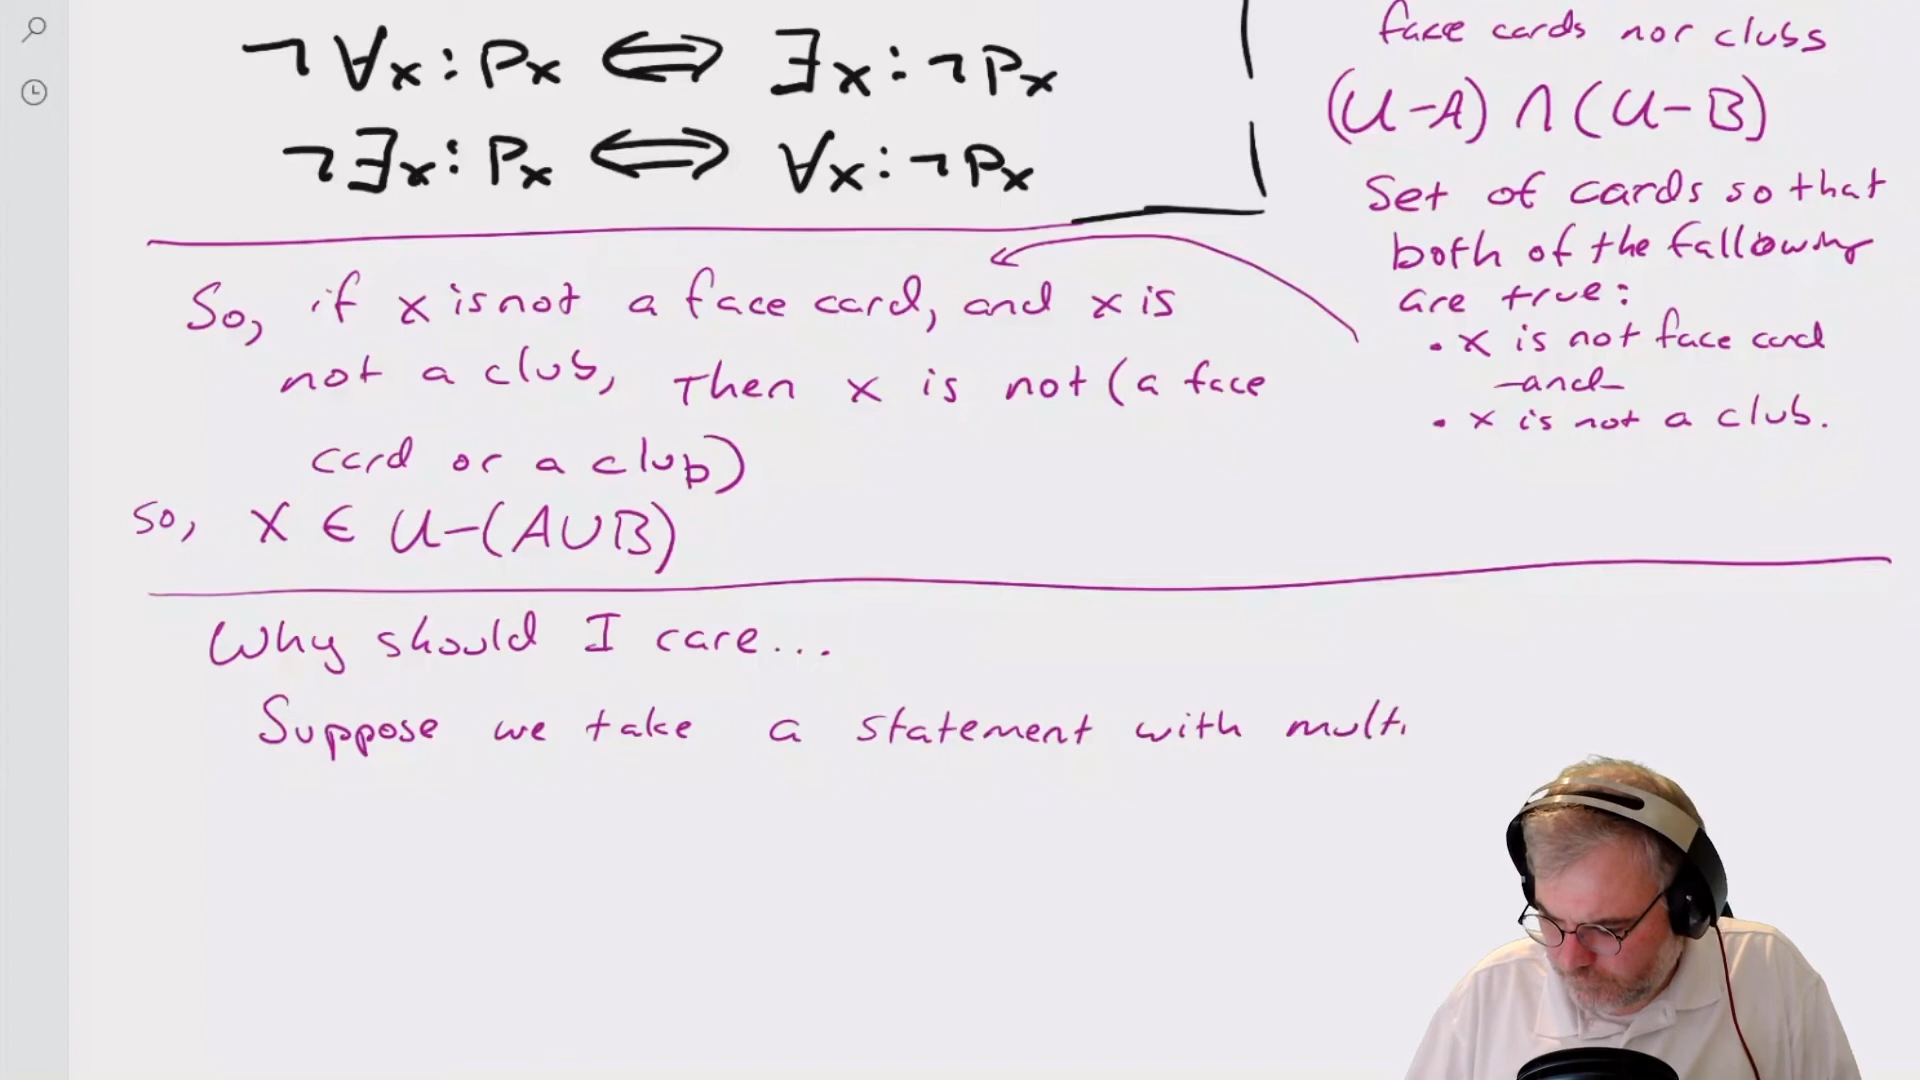 ¬∀x:Px ⟺ ∃x:¬Px
¬∃x:Px ⟺ ∀x:¬Px
face cards nor clubs
(U-A)∩(U-B)
Set of cards so that
both of the following
are true:
• x is not face card
-and-
• x is not a club.
So, if x is not a face card, and x is
not a club, Then x is not (a face
card or a club)
so, X ∈ U-(A∪B)
Why should I care...
Suppose we take a statement with multi